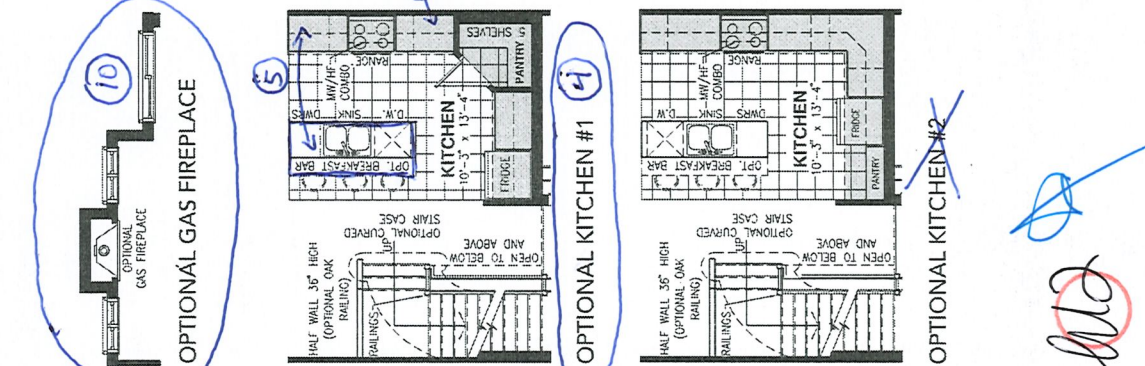 10
OPTIONAL
GAS FIREPLACE
OPTIONAL GAS FIREPLACE
5
5 SHELVES
PANTRY
RANGE
MW/HF
COMBO
KITCHEN
10'-3" x 13'-4"
D.W. SINK DWRS
OPT. BREAKFAST BAR
FRIDGE
OPTIONAL CURVED
STAIR CASE
UP
OPEN TO BELOW
AND ABOVE
HALF WALL 36" HIGH
(OPTIONAL OAK
RAILING)
RAILINGS
OPTIONAL KITCHEN #1
4
RANGE
MW/HF
COMBO
KITCHEN
10'-3" x 13'-4"
D.W. SINK DWRS
OPT. BREAKFAST BAR
FRIDGE
PANTRY
OPTIONAL CURVED
STAIR CASE
UP
OPEN TO BELOW
AND ABOVE
HALF WALL 36" HIGH
(OPTIONAL OAK
RAILING)
RAILINGS
OPTIONAL KITCHEN #2